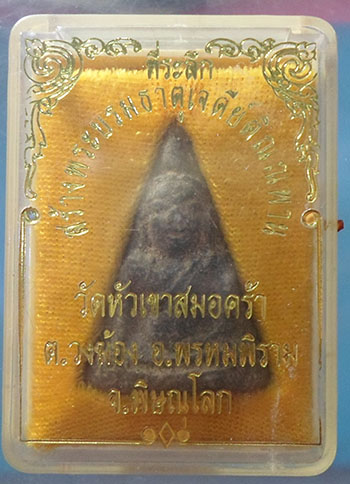 ที่ระลึก
สร้างพระบรมธาตุเจดีย์
วัดหัวเขาสมอคร้า
ต.วงฆ้อง อ.พรหมพิราม
จ.พิษณุโลก